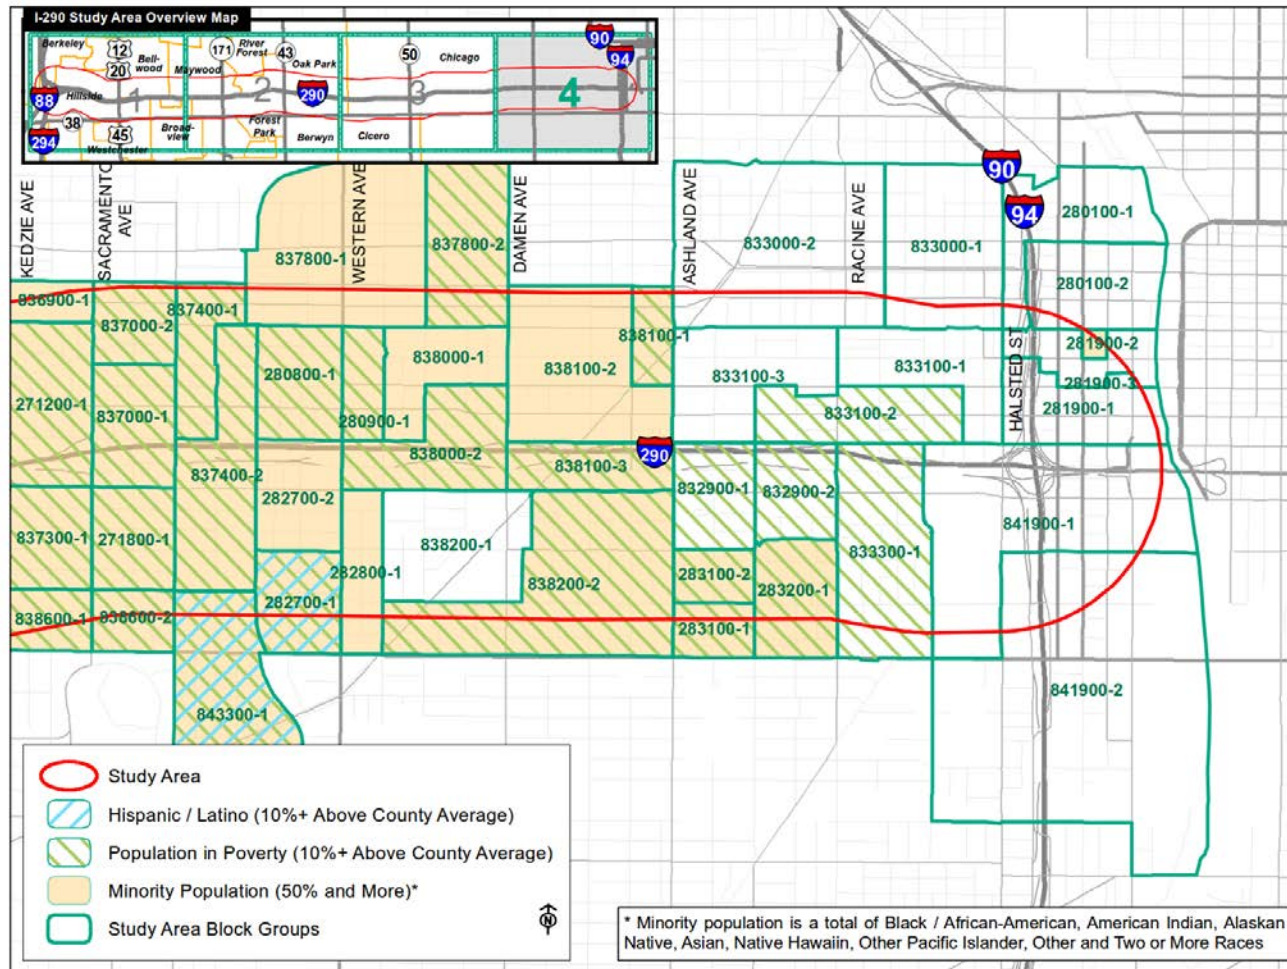 I-290 Study Area Overview Map
Berkeley
12
171
River
Forest
43
50
90
94
Bell-
wood
20
Maywood
Oak Park
Chicago
88
Hillside
1
2
290
3
4
38
Broad-
view
Forest
Park
294
45
Westchester
Berwyn
Cicero
KEDZIE AVE
SACRAMENTO
AVE
WESTERN AVE
DAMEN AVE
ASHLAND AVE
RACINE AVE
HALSTED ST
90
94
280100-1
837800-2
833000-2
833000-1
837800-1
280100-2
836900-1
837400-1
837000-2
838100-1
281900-2
838000-1
838100-2
280800-1
833100-3
833100-1
281900-3
271200-1
837000-1
281900-1
280900-1
833100-2
838000-2
290
838100-3
837400-2
832900-1
832900-2
282700-2
841900-1
837300-1
271800-1
838200-1
833300-1
282800-1
838200-2
283100-2
283200-1
282700-1
838600-1
838600-2
283100-1
841900-2
843300-1
Study Area
Hispanic / Latino (10%+ Above County Average)
Population in Poverty (10%+ Above County Average)
Minority Population (50% and More)*
Study Area Block Groups
N
* Minority population is a total of Black / African-American, American Indian, Alaskan
Native, Asian, Native Hawaiin, Other Pacific Islander, Other and Two or More Races